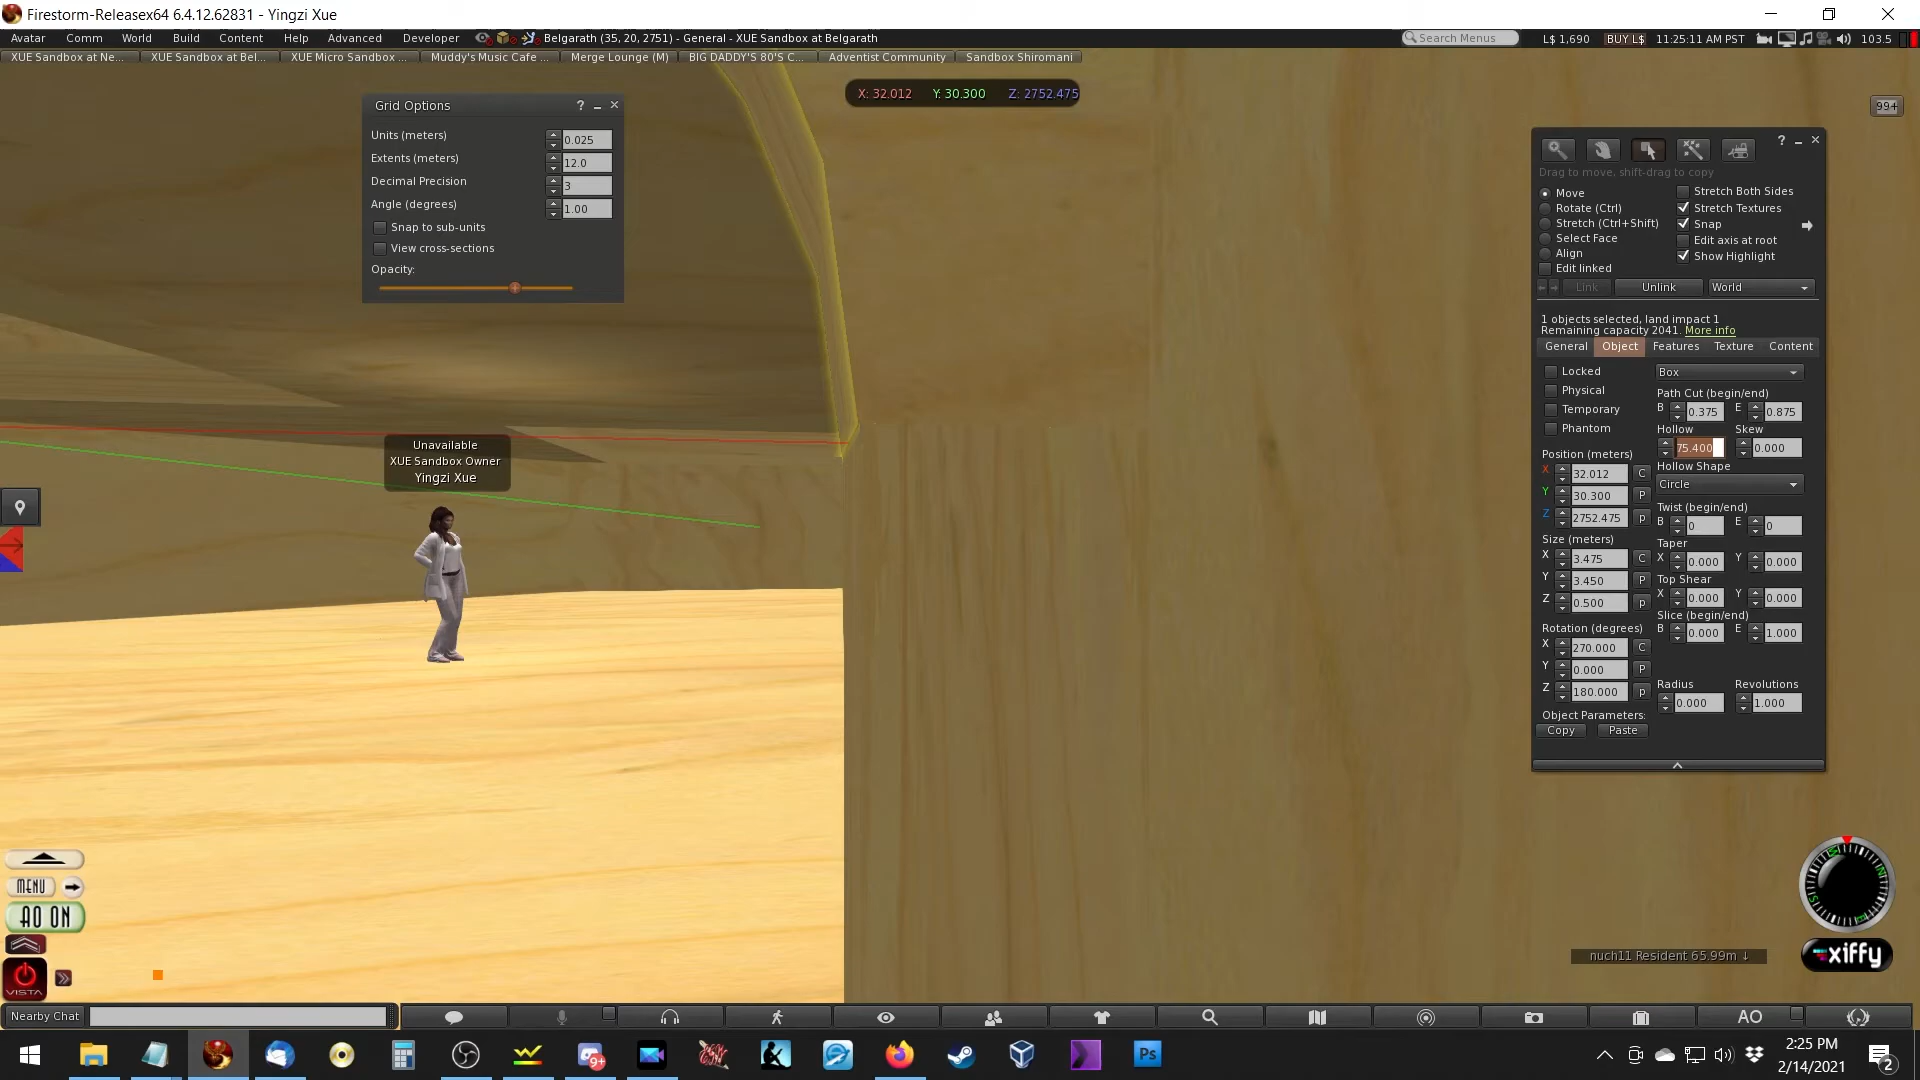 Firestorm-Releasex64 6.4.12.62831 - Yingzi Xue
Avatar Comm World Build Content Help Advanced Developer Belgarath (35, 20, 2751) - General - XUE Sandbox at Belgarath Search Menus L$ 1,690 BUY L$ 11:25:11 AM PST 103.5
XUE Sandbox at Ne... XUE Sandbox at Bel... XUE Micro Sandbox ... Muddy's Music Cafe ... Merge Lounge (M) BIG DADDY'S 80'S C... Adventist Community Sandbox Shiromani
X: 32.012 Y: 30.300 Z: 2752.475
99+
Grid Options ?
Units (meters) 0.025
Extents (meters) 12.0
Decimal Precision 3
Angle (degrees) 1.00
Snap to sub-units
View cross-sections
Opacity:
Unavailable
XUE Sandbox Owner
Yingzi Xue
?
Drag to move, shift-drag to copy
Move Stretch Both Sides
Rotate (Ctrl) Stretch Textures
Stretch (Ctrl+Shift) Snap
Select Face Edit axis at root
Align Show Highlight
Edit linked
Link Unlink World
1 objects selected, land impact 1
Remaining capacity 2041. More info
General Object Features Texture Content
Locked Box
Physical Path Cut (begin/end)
Temporary B 0.375 E 0.875
Phantom Hollow Skew
75.400 0.000
Position (meters) Hollow Shape
X 32.012 C Circle
Y 30.300 P
Z 2752.475 p Twist (begin/end)
B 0 E 0
Size (meters) Taper
X 3.475 C X 0.000 Y 0.000
Y 3.450 P Top Shear
Z 0.500 p X 0.000 Y 0.000
Slice (begin/end)
Rotation (degrees) B 0.000 E 1.000
X 270.000 C
Y 0.000 P
Z 180.000 p Radius Revolutions
0.000 1.000
Object Parameters:
Copy Paste
MENU
AO ON
VISTA
nuch11 Resident 65.99m ↓
xiffy
Nearby Chat AO
9+ Ps
2:25 PM
2/14/2021
2